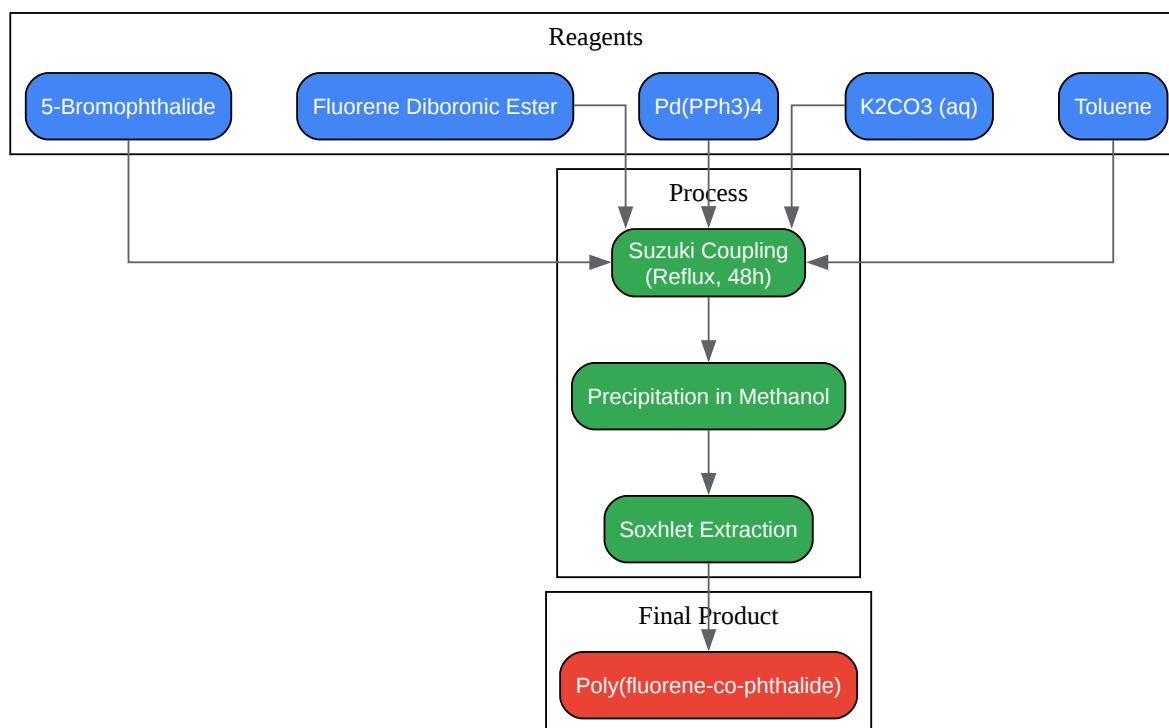 Reagents
5-Bromophthalide
Fluorene Diboronic Ester
Pd(PPh3)4
K2CO3 (aq)
Toluene
Process
Suzuki Coupling
(Reflux, 48h)
Precipitation in Methanol
Soxhlet Extraction
Final Product
Poly(fluorene-co-phthalide)